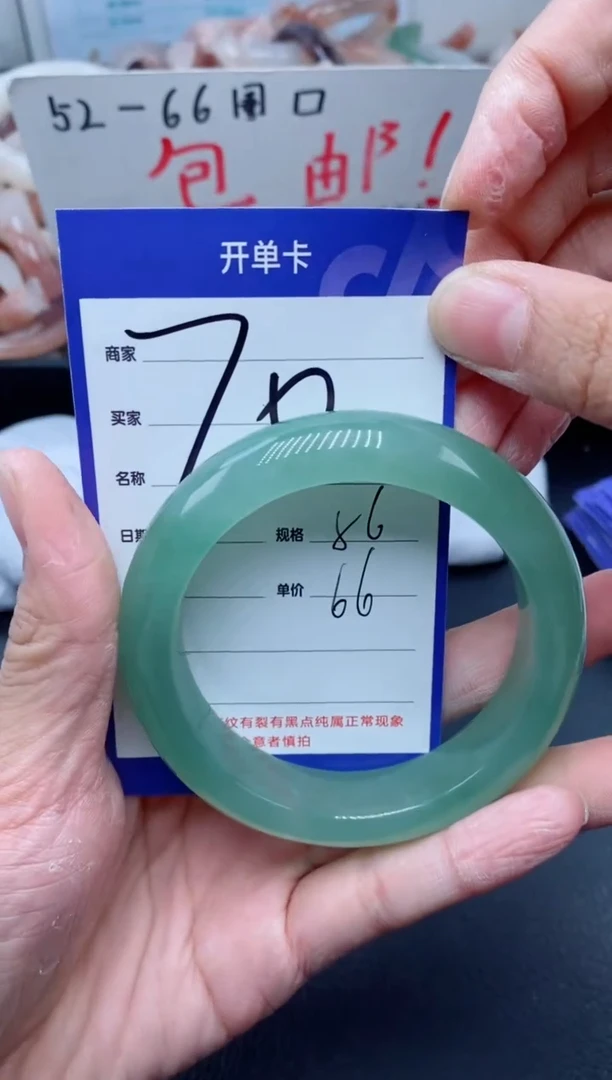 52-66圈口
包邮!
开单卡
商家
买家
名称
日期
规格 86
单价 66
纹有裂有黑点纯属正常现象
意者慎拍